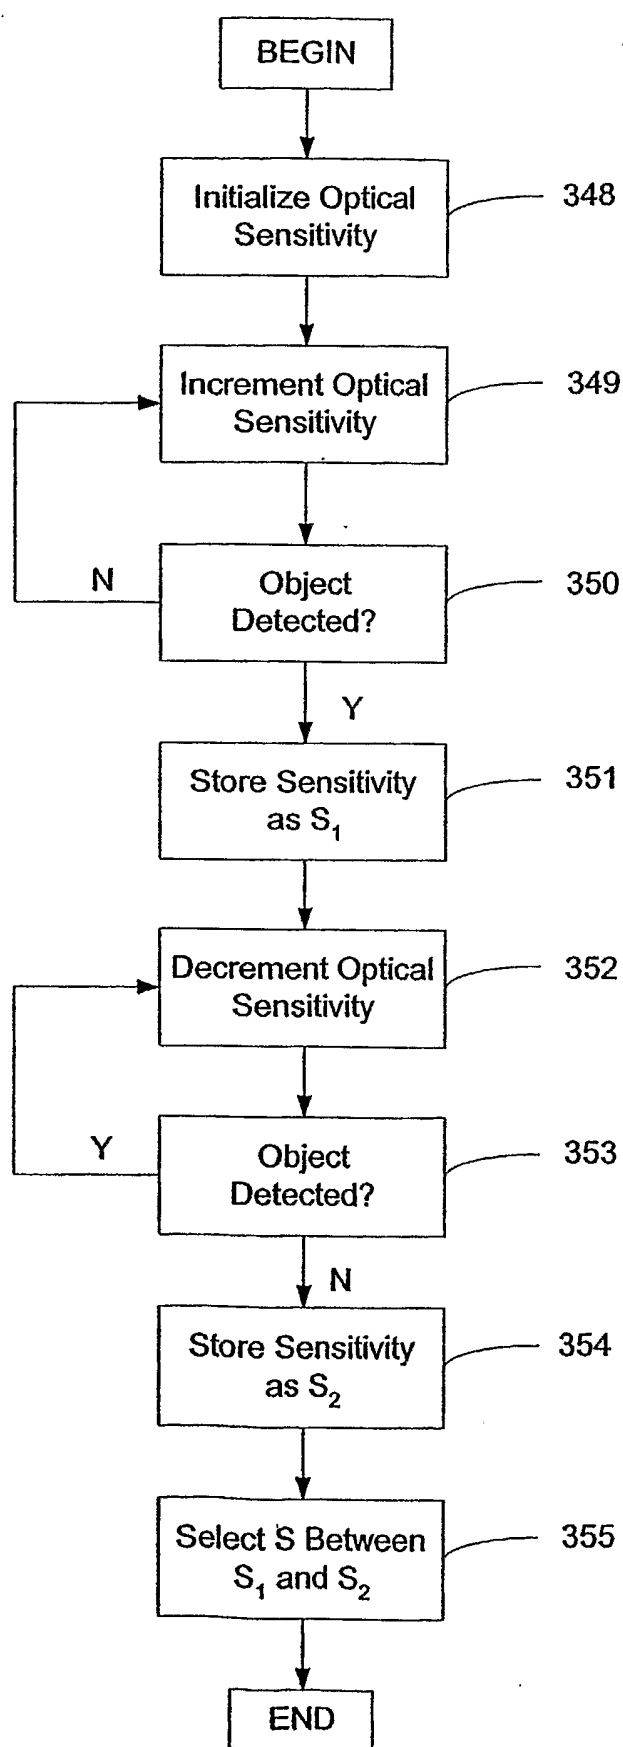 BEGIN
Initialize Optical
Sensitivity
348
Increment Optical
Sensitivity
349
N
Object
Detected?
350
Y
Store Sensitivity
as S₁
351
Decrement Optical
Sensitivity
352
Y
Object
Detected?
353
N
Store Sensitivity
as S₂
354
Select S Between
S₁ and S₂
355
END